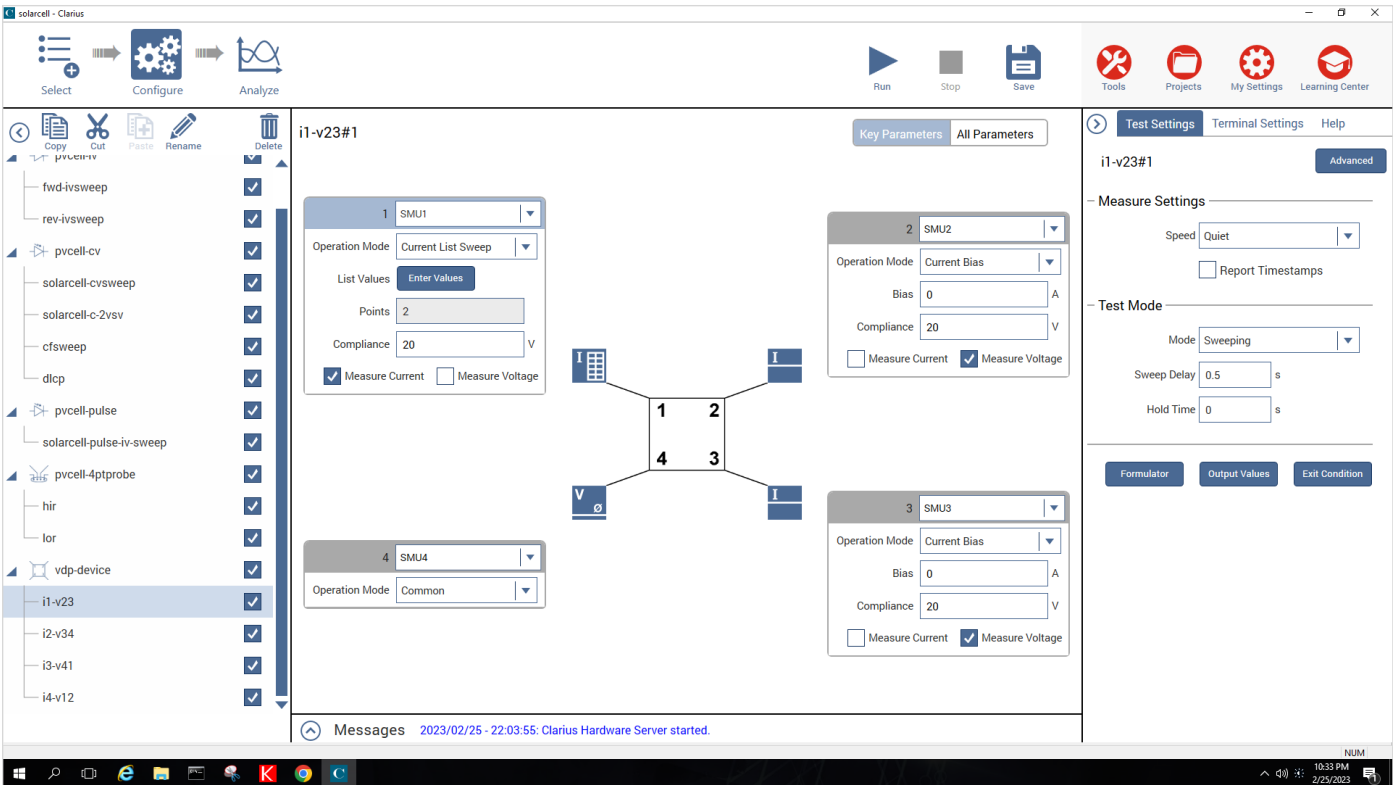 solarcell - Clarius
Select
Configure
Analyze
Run
Stop
Save
Tools
Projects
My Settings
Learning Center
Copy
Cut
Paste
Rename
Delete
pvcell-iv
fwd-ivsweep
rev-ivsweep
pvcell-cv
solarcell-cvsweep
solarcell-c-2vsv
cfsweep
dlcp
pvcell-pulse
solarcell-pulse-iv-sweep
pvcell-4ptprobe
hir
lor
vdp-device
i1-v23
i2-v34
i3-v41
i4-v12
i1-v23#1
Key Parameters
All Parameters
1 SMU1
Operation Mode Current List Sweep
List Values Enter Values
Points 2
Compliance 20 V
Measure Current Measure Voltage
2 SMU2
Operation Mode Current Bias
Bias 0 A
Compliance 20 V
Measure Current Measure Voltage
I
I
1 2
4 3
V
ø
I
3 SMU3
Operation Mode Current Bias
Bias 0 A
Compliance 20 V
Measure Current Measure Voltage
4 SMU4
Operation Mode Common
Messages 2023/02/25 - 22:03:55: Clarius Hardware Server started.
Test Settings
Terminal Settings
Help
i1-v23#1
Advanced
Measure Settings
Speed Quiet
Report Timestamps
Test Mode
Mode Sweeping
Sweep Delay 0.5 s
Hold Time 0 s
Formulator
Output Values
Exit Condition
NUM
10:33 PM
2/25/2023